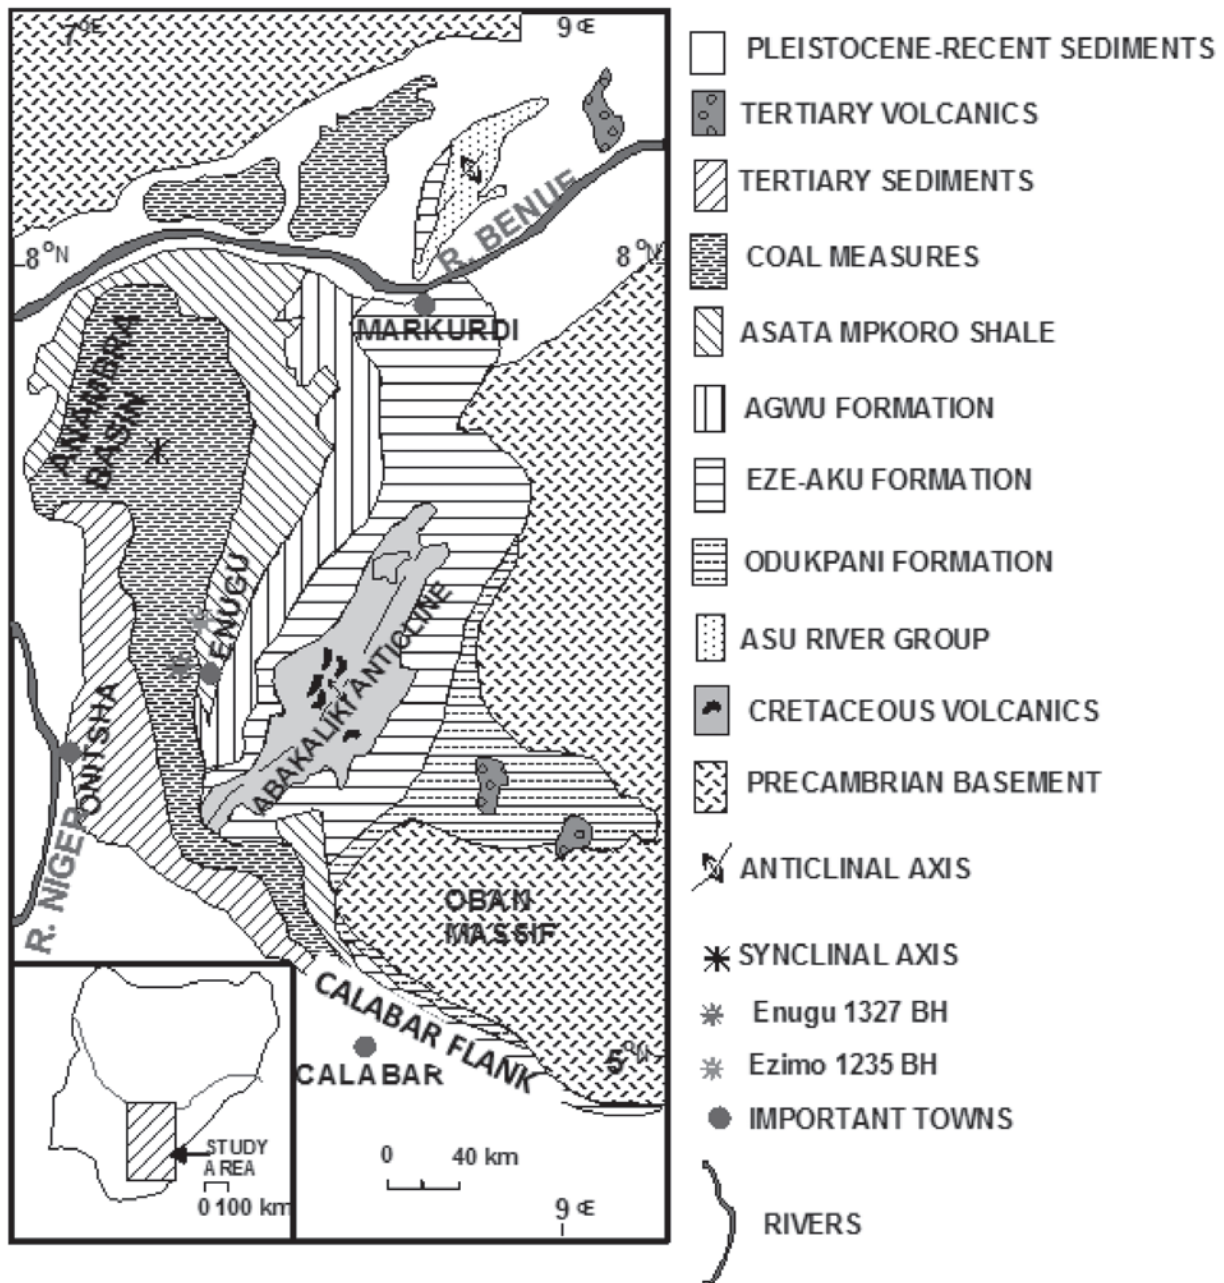 7°E
9 Œ
8°N
8°N
R. BENUE
MARKURDI
ANAMBRA
BASIN
ENUGU
ABAKALIKI ANTICLINE
ONITSHA
R. NIGER
OBAN
MASSIF
CALABAR FLANK
5°N
CALABAR
STUDY
AREA
0 100 km
0 40 km
9 Œ
PLEISTOCENE-RECENT SEDIMENTS
TERTIARY VOLCANICS
TERTIARY SEDIMENTS
COAL MEASURES
ASATA MPKORO SHALE
AGWU FORMATION
EZE-AKU FORMATION
ODUKPANI FORMATION
ASU RIVER GROUP
CRETACEOUS VOLCANICS
PRECAMBRIAN BASEMENT
ANTICLINAL AXIS
SYNCLINAL AXIS
Enugu 1327 BH
Ezimo 1235 BH
IMPORTANT TOWNS
RIVERS